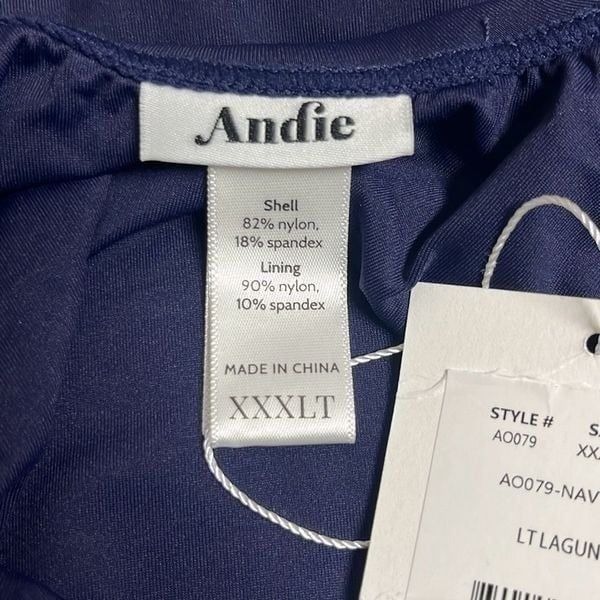 Andie
Shell
82% nylon,
18% spandex
Lining
90% nylon,
10% spandex
MADE IN CHINA
XXXLT
STYLE #
AO079
AO079-NAV
LT LAGUN